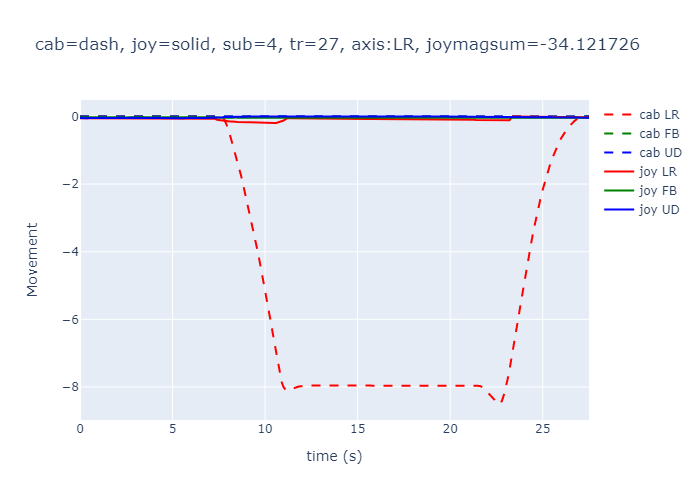 cab=dash, joy=solid, sub=4, tr=27, axis:LR, joymagsum=-34.121726
0
−2
−4
−6
−8
Movement
0
5
10
15
20
25
time (s)
cab LR
cab FB
cab UD
joy LR
joy FB
joy UD